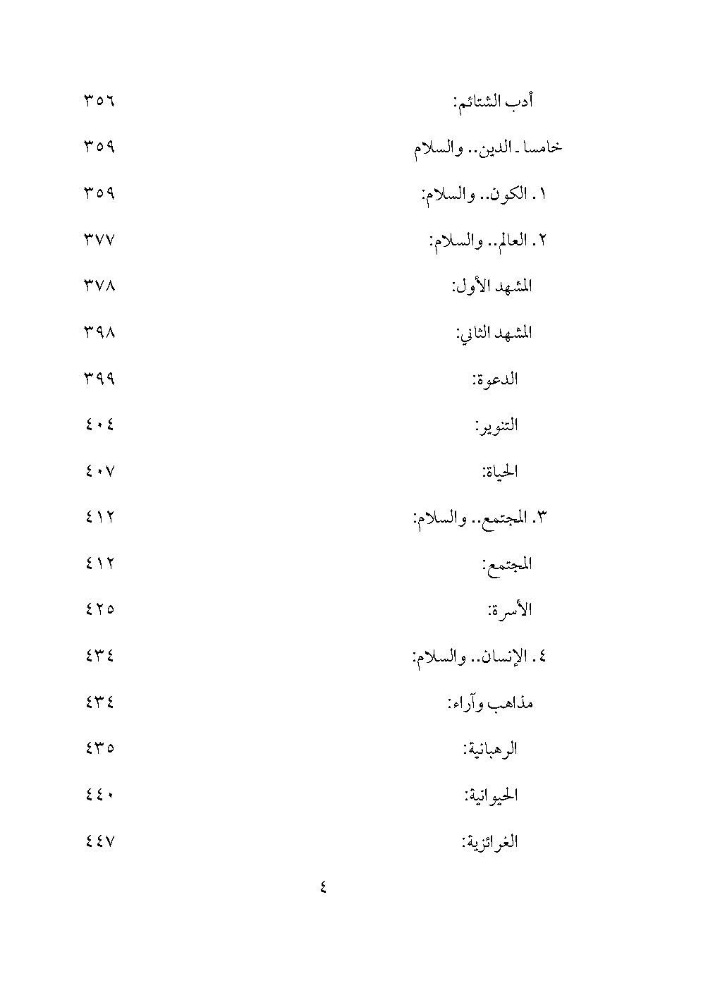 أدب الشتائم: ٣٥٦
خامسا ـ الدين.. والسلام ٣٥٩
١. الكون.. والسلام: ٣٥٩
٢. العالم.. والسلام: ٣٧٧
المشهد الأول: ٣٧٨
المشهد الثاني: ٣٩٨
الدعوة: ٣٩٩
التنوير: ٤٠٤
الحياة: ٤٠٧
٣. المجتمع.. والسلام: ٤١٢
المجتمع: ٤١٢
الأسرة: ٤٢٥
٤. الإنسان.. والسلام: ٤٣٤
مذاهب وآراء: ٤٣٤
الرهبانية: ٤٣٥
الحيوانية: ٤٤٠
الغرائزية: ٤٤٧
٤